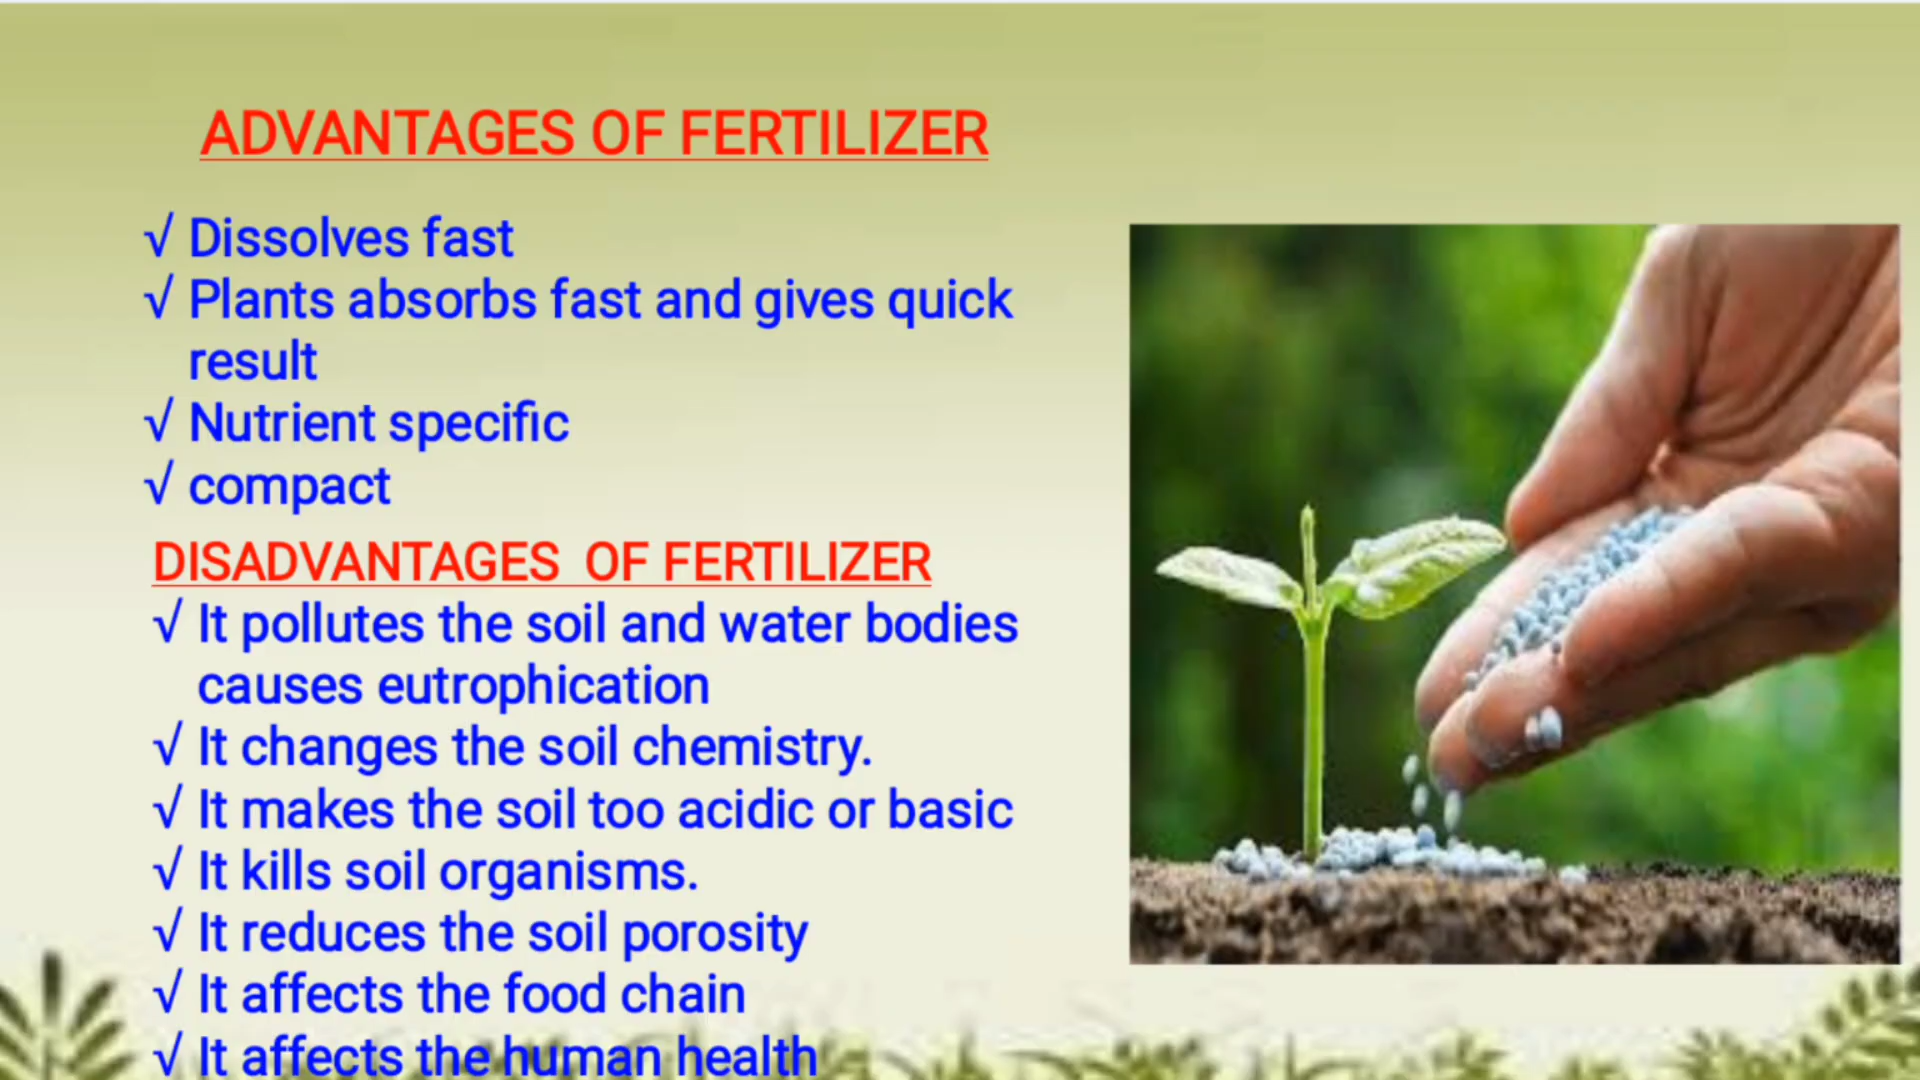 ADVANTAGES OF FERTILIZER
√ Dissolves fast
√ Plants absorbs fast and gives quick
result
√ Nutrient specific
√ compact
DISADVANTAGES OF FERTILIZER
√ It pollutes the soil and water bodies
causes eutrophication
√ It changes the soil chemistry.
√ It makes the soil too acidic or basic
√ It kills soil organisms.
√ It reduces the soil porosity
√ It affects the food chain
√ It affects the human health